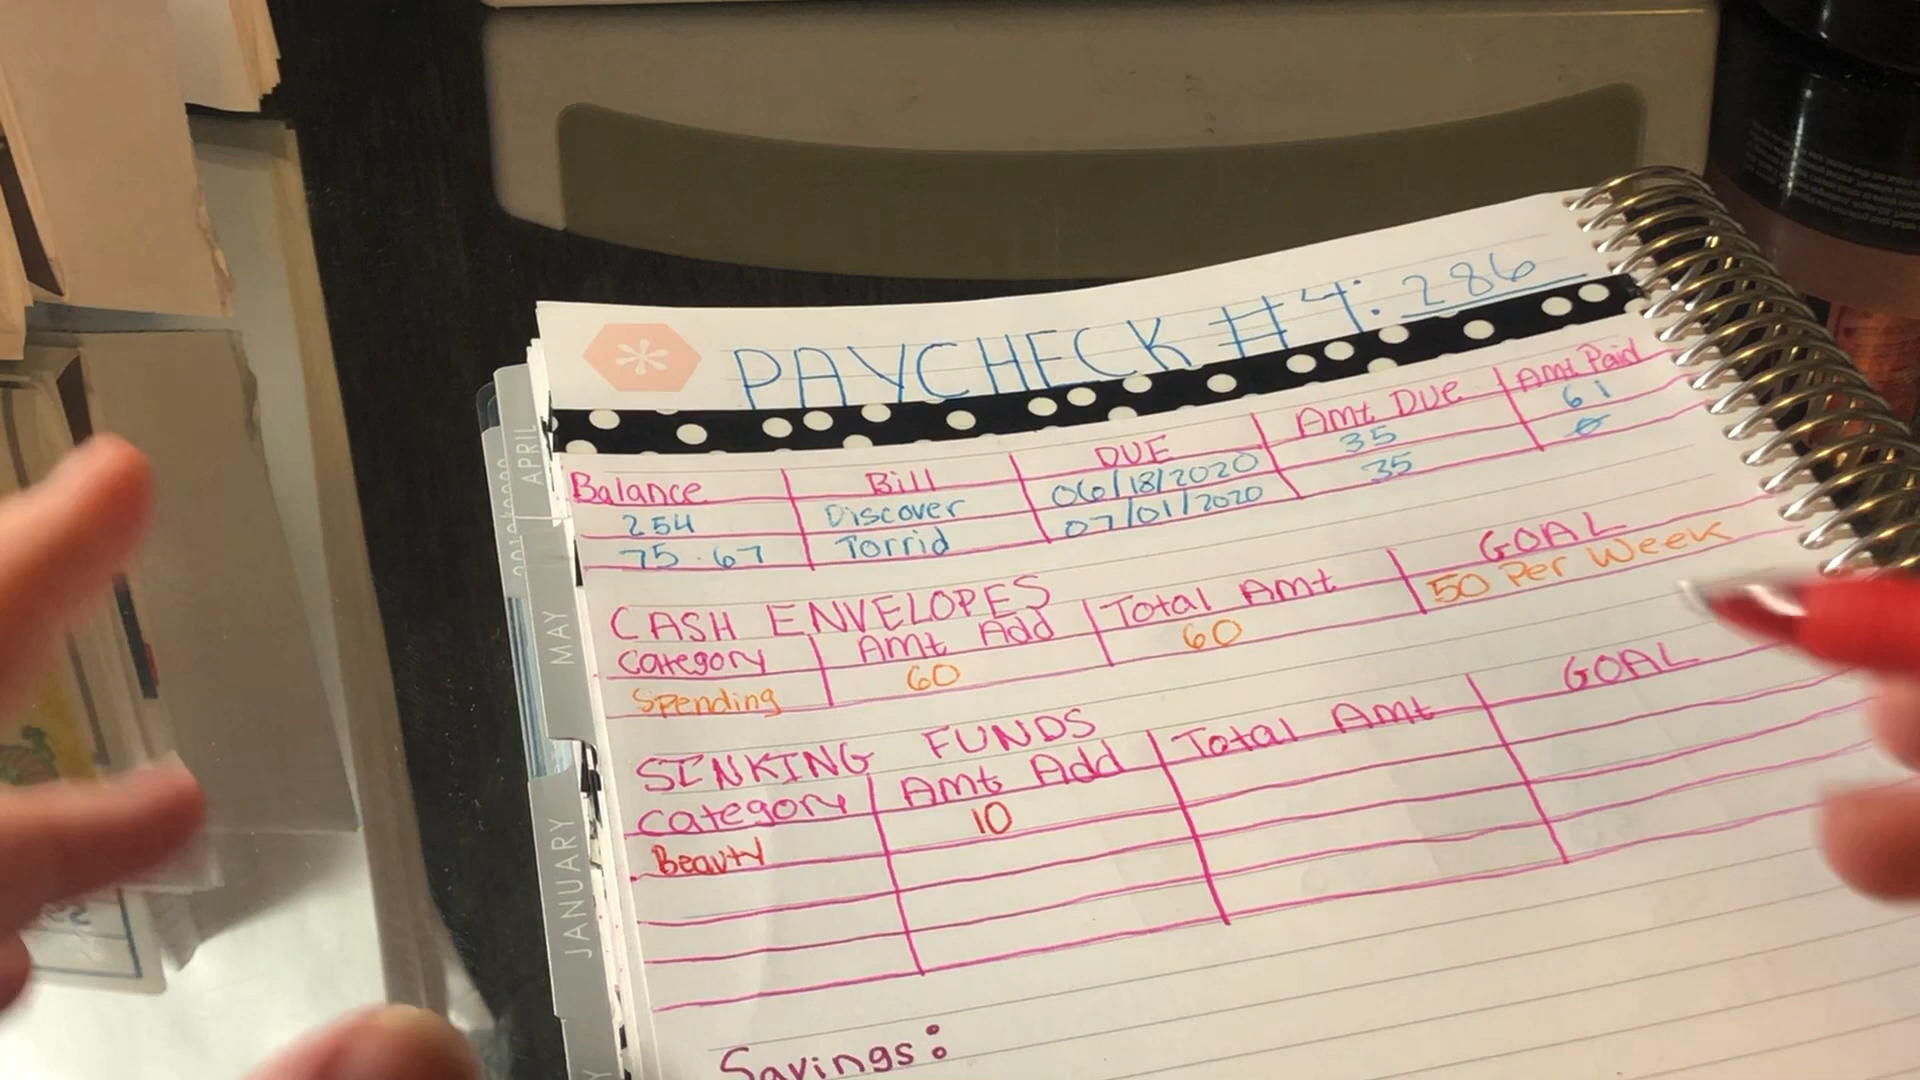 PAYCHECK #4: 286
Balance Bill DUE Amt DUE Amt Paid
254 Discover 06/18/2020 35 61
75.67 Torrid 07/01/2020 35 0
CASH ENVELOPES
Category Amt Add Total Amt GOAL
Spending 60 60 50 Per Week
SINKING FUNDS
Category Amt Add Total Amt GOAL
Beauty 10
Savings:
APRIL
MAY
JANUARY